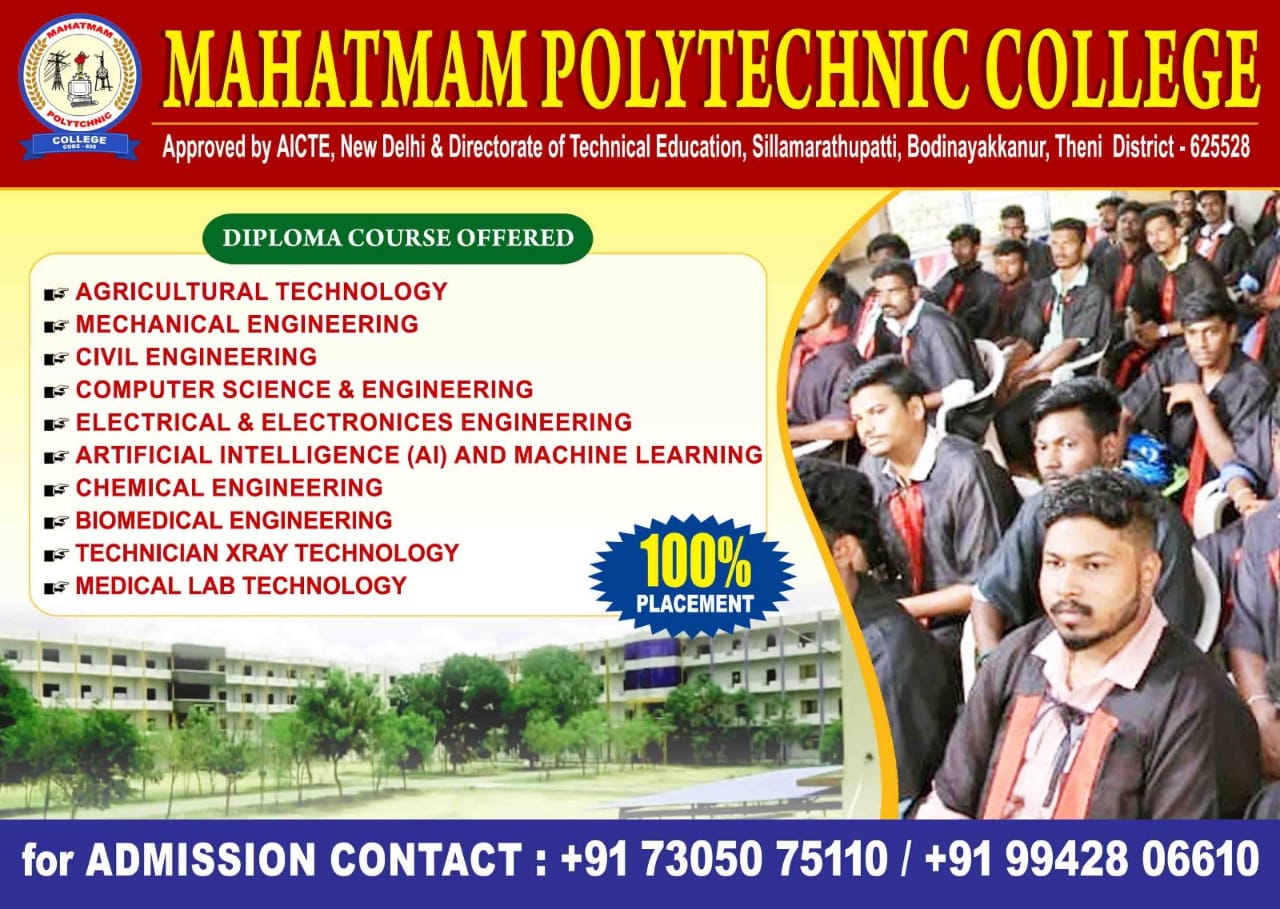 MAHATMAM
POLYTCHNIC
COLLEGE
MAHATMAM POLYTECHNIC COLLEGE
Approved by AICTE, New Delhi & Directorate of Technical Education, Sillamarathupatti, Bodinayakkanur, Theni District - 625528
DIPLOMA COURSE OFFERED
AGRICULTURAL TECHNOLOGY
MECHANICAL ENGINEERING
CIVIL ENGINEERING
COMPUTER SCIENCE & ENGINEERING
ELECTRICAL & ELECTRONICES ENGINEERING
ARTIFICIAL INTELLIGENCE (AI) AND MACHINE LEARNING
CHEMICAL ENGINEERING
BIOMEDICAL ENGINEERING
TECHNICIAN XRAY TECHNOLOGY
MEDICAL LAB TECHNOLOGY
100%
PLACEMENT
for ADMISSION CONTACT : +91 73050 75110 / +91 99428 06610